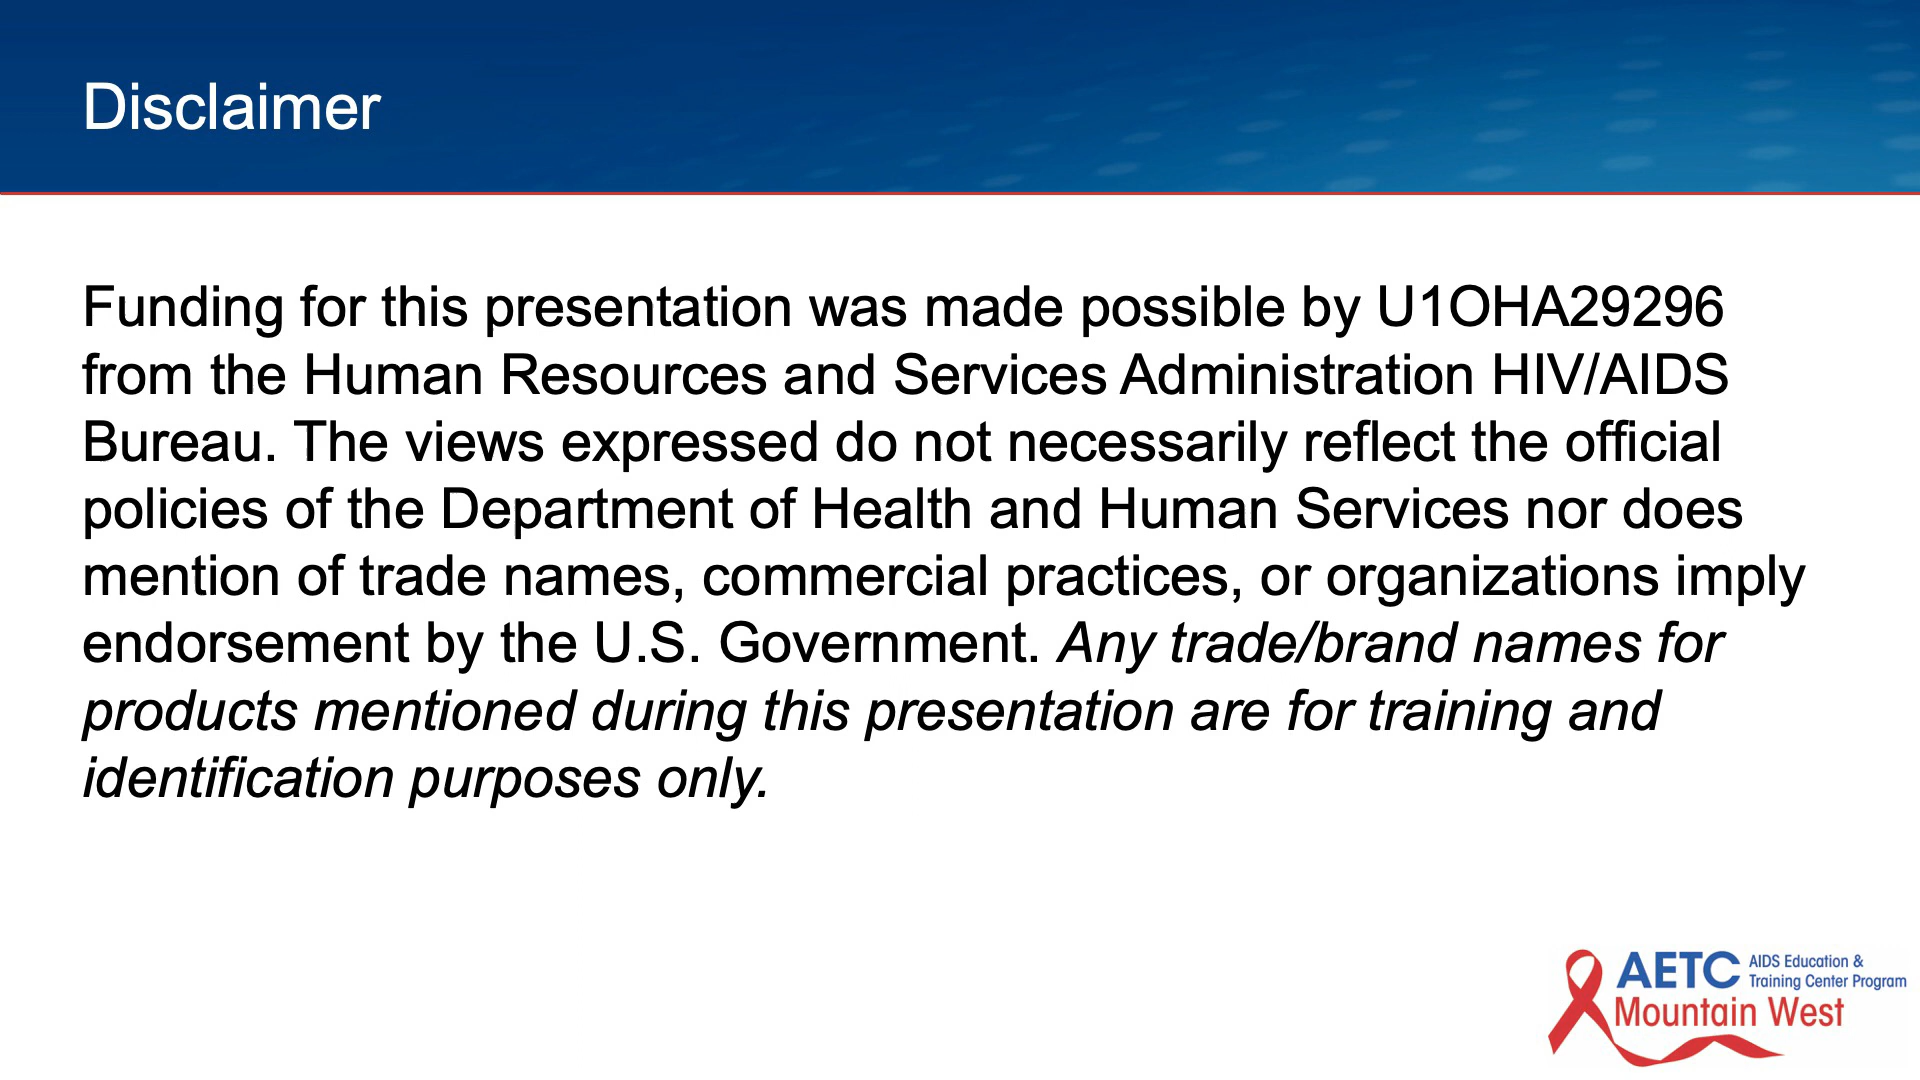 Disclaimer
Funding for this presentation was made possible by U1OHA29296
from the Human Resources and Services Administration HIV/AIDS
Bureau. The views expressed do not necessarily reflect the official
policies of the Department of Health and Human Services nor does
mention of trade names, commercial practices, or organizations imply
endorsement by the U.S. Government. Any trade/brand names for
products mentioned during this presentation are for training and
identification purposes only.
AETC AIDS Education &
Training Center Program
Mountain West